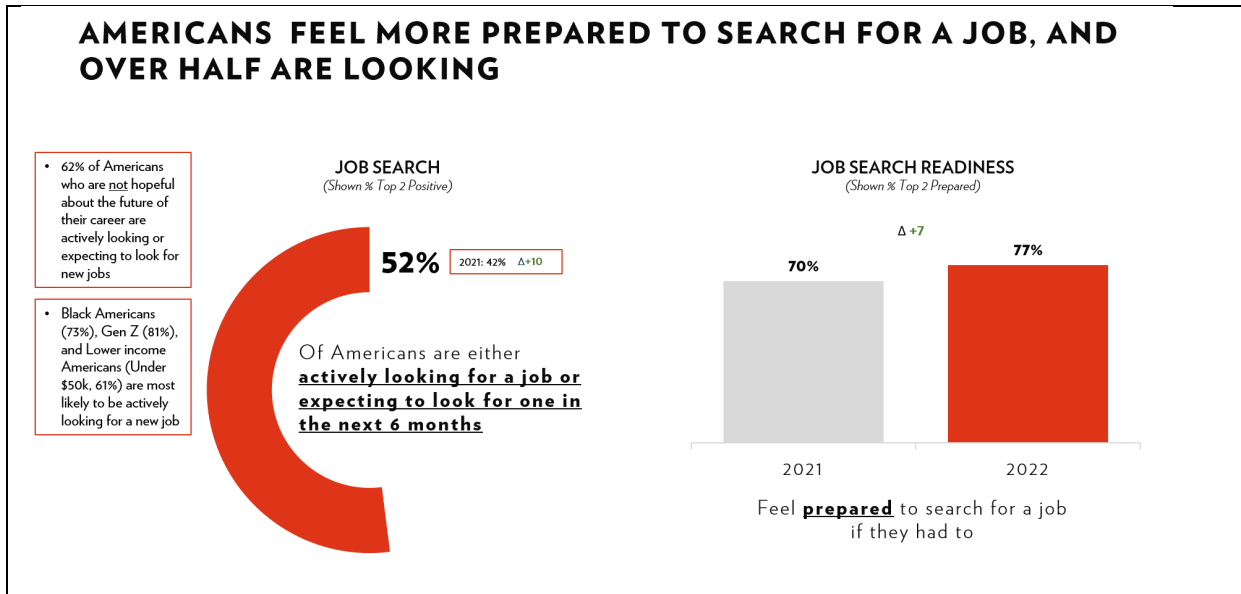 AMERICANS FEEL MORE PREPARED TO SEARCH FOR A JOB, AND
OVER HALF ARE LOOKING
• 62% of Americans
who are not hopeful
about the future of
their career are
actively looking or
expecting to look for
new jobs
• Black Americans
(73%), Gen Z (81%),
and Lower income
Americans (Under
$50k, 61%) are most
likely to be actively
looking for a new job
JOB SEARCH
(Shown % Top 2 Positive)
52%
2021: 42% Δ+10
Of Americans are either
actively looking for a job or
expecting to look for one in
the next 6 months
JOB SEARCH READINESS
(Shown % Top 2 Prepared)
Δ +7
70%
77%
2021
2022
Feel prepared to search for a job
if they had to